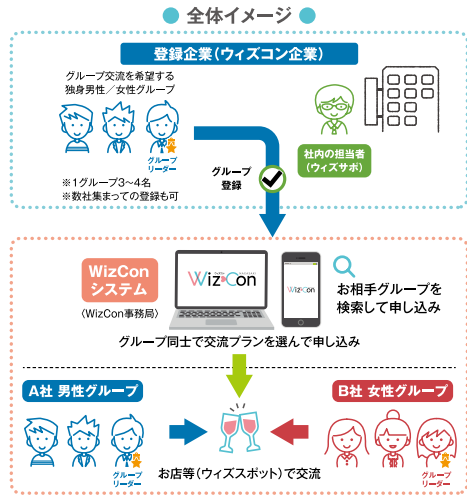 全体イメージ
登録企業（ウィズコン企業）
グループ交流を希望する
独身男性／女性グループ
グループ
リーダー
※1グループ3〜4名
※数社集まっての登録も可
グループ
登録
社内の担当者
（ウィズサポ）
WizCon
システム
〈WizCon事務局〉
Wiz Con
Wiz Con
お相手グループを
検索して申し込み
グループ同士で交流プランを選んで申し込み
A社 男性グループ
B社 女性グループ
グループ
リーダー
グループ
リーダー
お店等（ウィズスポット）で交流